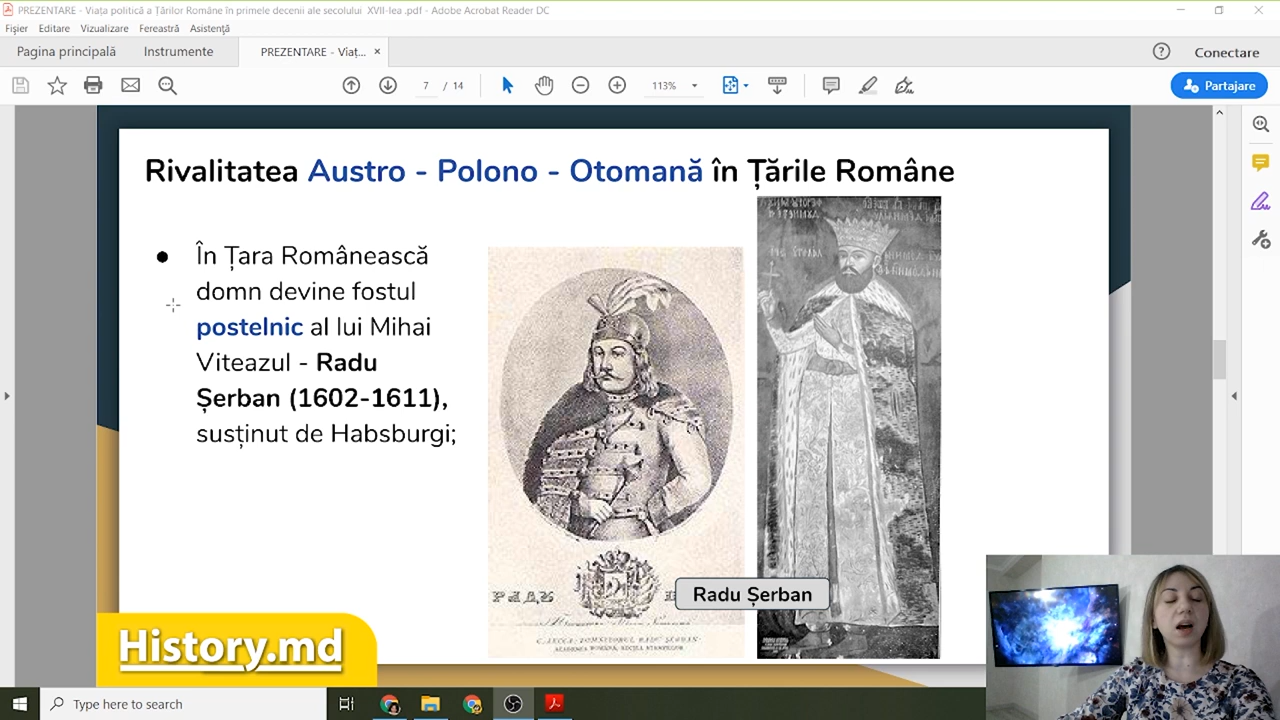 PREZENTARE - Viața politică a Țărilor Române în primele decenii ale secolului XVII-lea .pdf - Adobe Acrobat Reader DC
Fișier Editare Vizualizare Fereastră Asistență
Pagina principală Instrumente PREZENTARE - Viaț... × Conectare
7 / 14 113% Partajare
Rivalitatea Austro - Polono - Otomană în Țările Române
● În Țara Românească
domn devine fostul
postelnic al lui Mihai
Viteazul - Radu
Șerban (1602-1611),
susținut de Habsburgi;
Radu Șerban
History.md
Type here to search